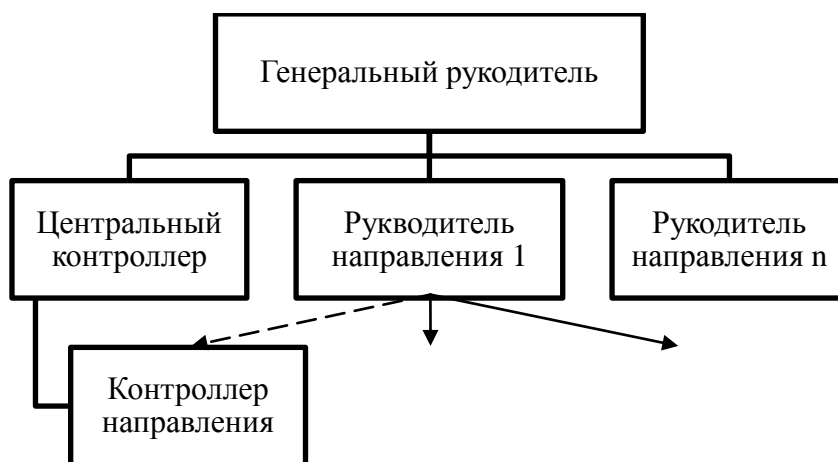 Генеральный рукодитель
Центральный
контроллер
Рукводитель
направления 1
Рукодитель
направления n
Контроллер
направления